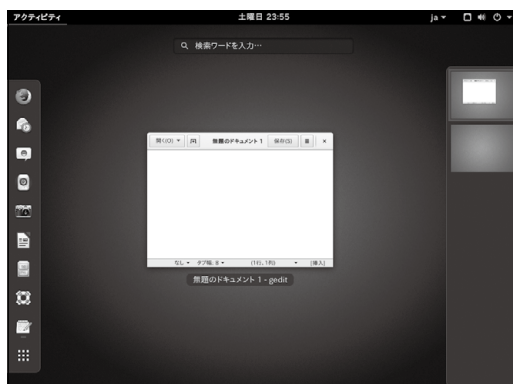 アクティビティ 土曜日 23:55 ja
検索ワードを入力…
開く(O) 無題のドキュメント 1 保存(S) ×
なし タブ幅: 8 (1行、1列) [挿入]
無題のドキュメント 1 - gedit